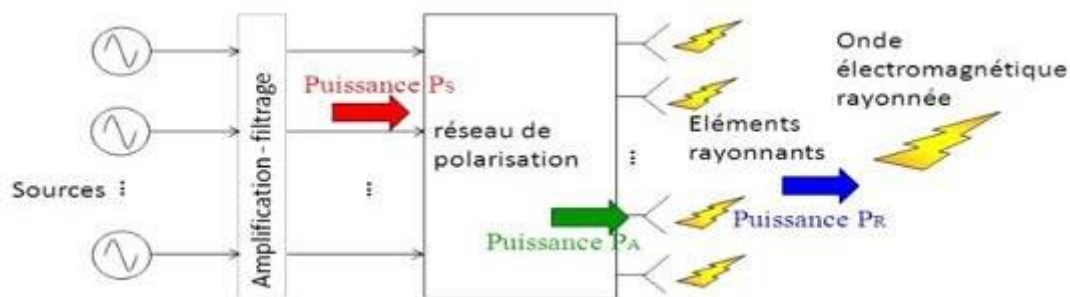 Sources ⋮
Amplification - filtrage
Puissance PS
⋮
réseau de
polarisation
Puissance PA
⋮
Eléments
rayonnants
Puissance PR
Onde
électromagnétique
rayonnée